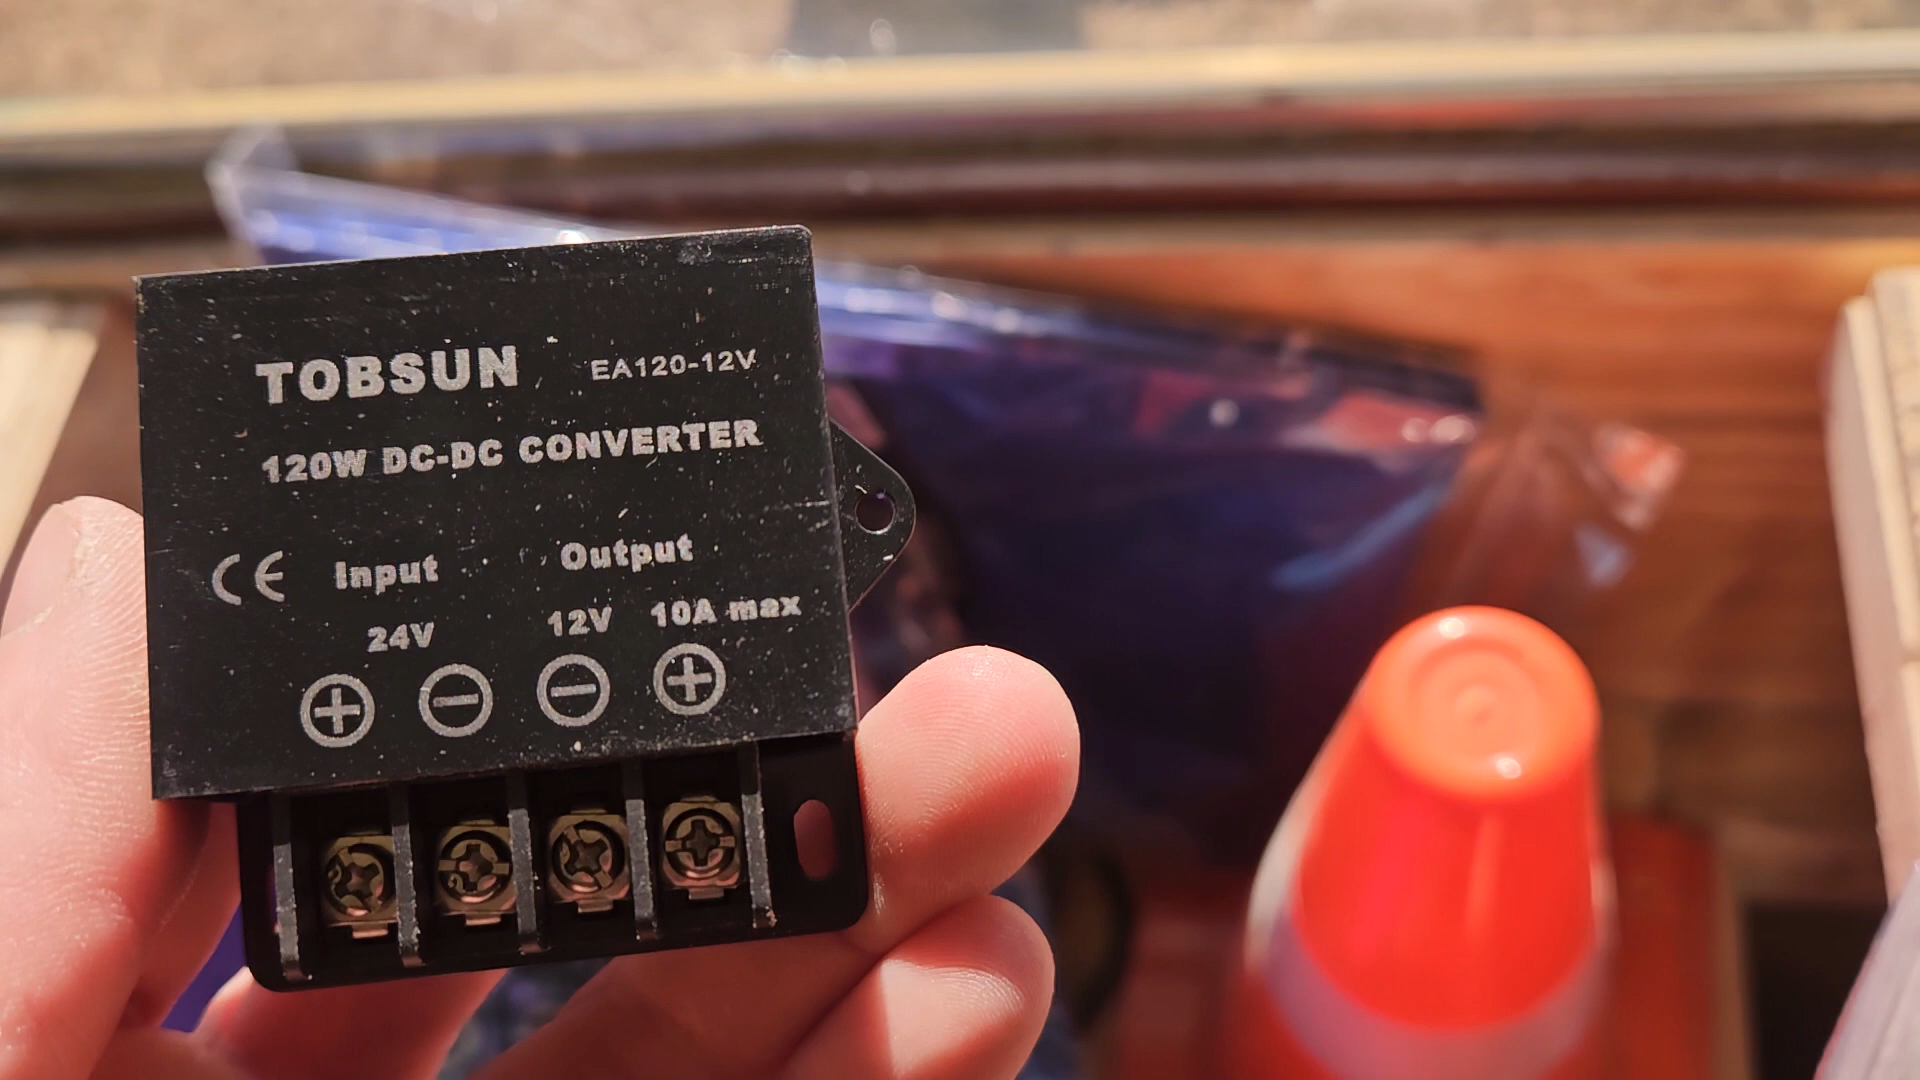 TOBSUN EA120-12V
120W DC-DC CONVERTER
CE Input Output
24V 12V 10A max
+ - - +